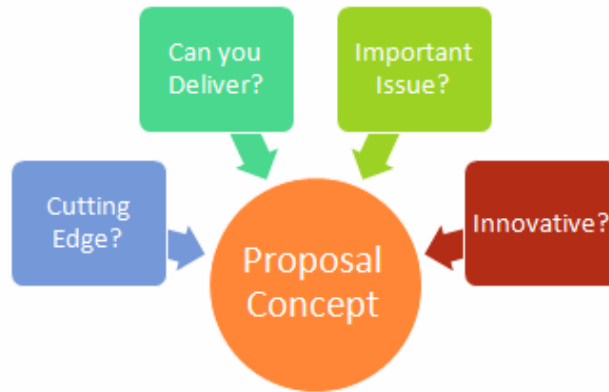 Can you
Deliver?
Important
Issue?
Cutting
Edge?
Innovative?
Proposal
Concept